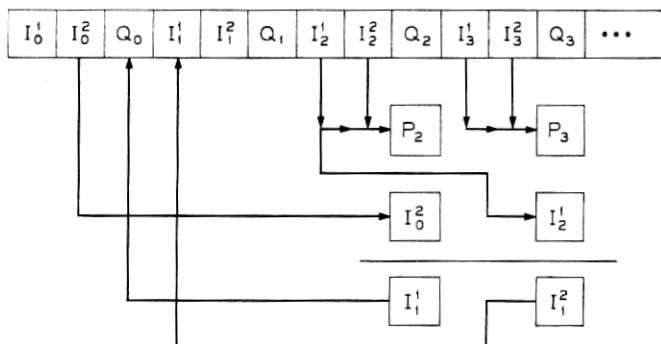 I₀¹ I₀² Q₀ I₁¹ I₁² Q₁ I₂¹ I₂² Q₂ I₃¹ I₃² Q₃ •••
P₂ P₃
I₀² I₂¹
I₁¹ I₁²